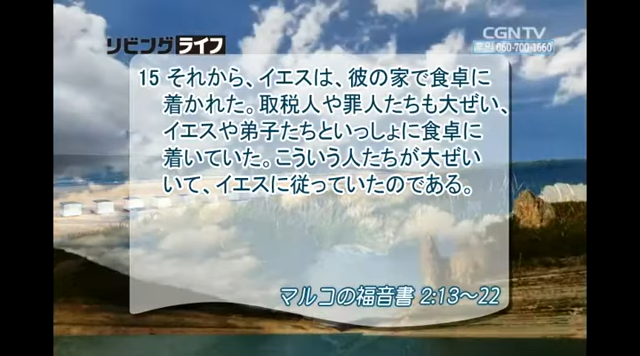 リビングライフ
CGNTV
후원 060-700-1660
15 それから、イエスは、彼の家で食卓に
着かれた。取税人や罪人たちも大ぜい、
イエスや弟子たちといっしょに食卓に
着いていた。こういう人たちが大ぜい
いて、イエスに従っていたのである。
マルコの福音書 2:13～22